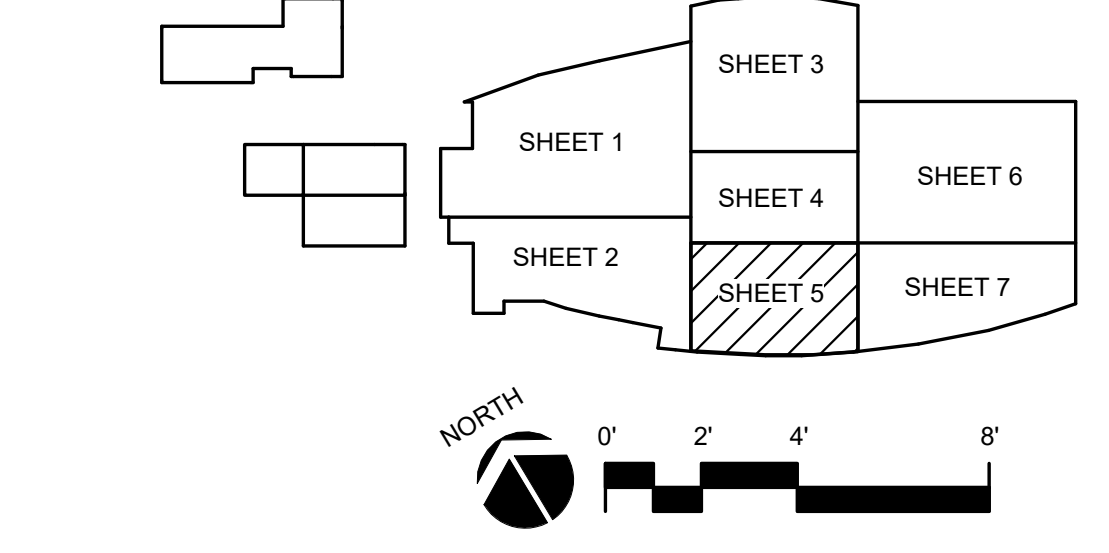 SHEET 3
SHEET 1
SHEET 6
SHEET 4
SHEET 2
SHEET 5
SHEET 7
NORTH
0' 2' 4' 8'